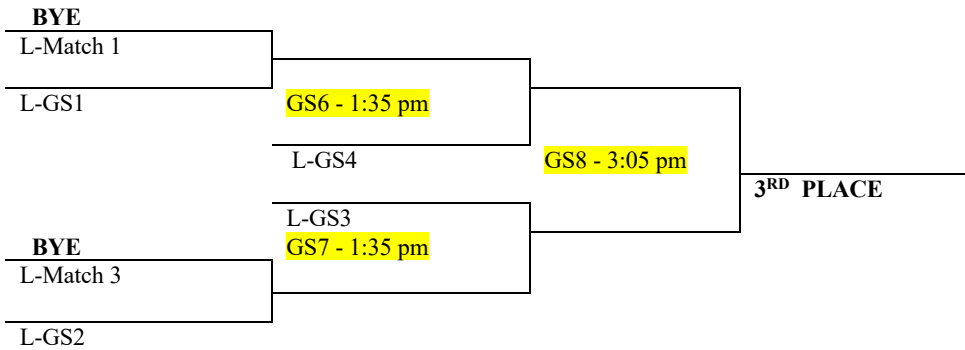 BYE
L-Match 1
L-GS1
GS6 - 1:35 pm
L-GS4
GS8 - 3:05 pm
3RD PLACE
L-GS3
BYE
GS7 - 1:35 pm
L-Match 3
L-GS2